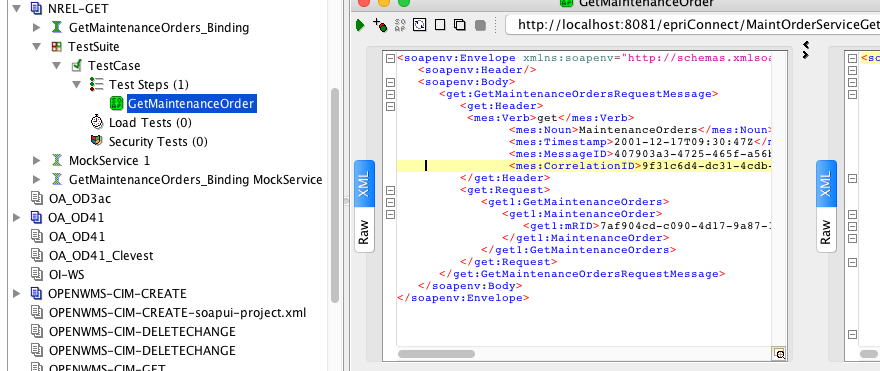 NREL-GET
GetMaintenanceOrders_Binding
TestSuite
TestCase
Test Steps (1)
GetMaintenanceOrder
Load Tests (0)
Security Tests (0)
MockService 1
GetMaintenanceOrders_Binding MockService
OA_OD3ac
OA_OD41
OA_OD41
OA_OD41_Clevest
OI-WS
OPENWMS-CIM-CREATE
OPENWMS-CIM-CREATE-soapui-project.xml
OPENWMS-CIM-DELETECHANGE
OPENWMS-CIM-DELETECHANGE
OPENWMS-CIM-GET
GetMaintenanceOrder
http://localhost:8081/epriConnect/MaintOrderServiceGet
XML
Raw
<soapenv:Envelope xmlns:soapenv="http://schemas.xmlsoa
<soapenv:Header/>
<soapenv:Body>
<get:GetMaintenanceOrdersRequestMessage>
<get:Header>
<mes:Verb>get</mes:Verb>
<mes:Noun>MaintenanceOrders</mes:Noun>
<mes:Timestamp>2001-12-17T09:30:47Z</
<mes:MessageID>407903a3-4725-465f-a56b
<mes:CorrelationID>9f31c6d4-dc31-4cdb-
</get:Header>
<get:Request>
<get1:GetMaintenanceOrders>
<get1:MaintenanceOrder>
<get1:mRID>7af904cd-c090-4d17-9a87-
</get1:MaintenanceOrder>
</get1:GetMaintenanceOrders>
</get:Request>
</get:GetMaintenanceOrdersRequestMessage>
</soapenv:Body>
</soapenv:Envelope>
XML
Raw
<so